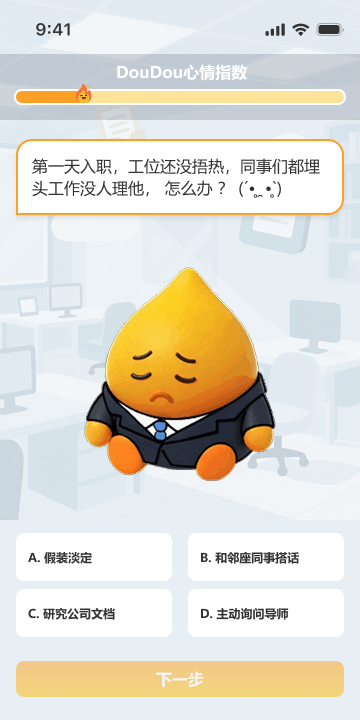 9:41
DouDou心情指数
第一天入职，工位还没捂热，同事们都埋
头工作没人理他， 怎么办 ？ (´•̥ ̯ •̥`)
A. 假装淡定
B. 和邻座同事搭话
C. 研究公司文档
D. 主动询问导师
下一步